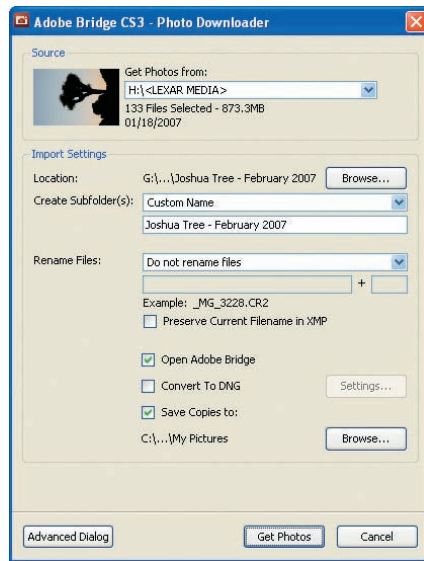 Adobe Bridge CS3 - Photo Downloader
Source
Get Photos from:
H:\<LEXAR MEDIA>
133 Files Selected - 873.3MB
01/18/2007
Import Settings
Location: G:\...\Joshua Tree - February 2007 Browse...
Create Subfolder(s): Custom Name
Joshua Tree - February 2007
Rename Files: Do not rename files
+
Example: _MG_3228.CR2
Preserve Current Filename in XMP
Open Adobe Bridge
Convert To DNG Settings...
Save Copies to:
C:\...\My Pictures Browse...
Advanced Dialog Get Photos Cancel